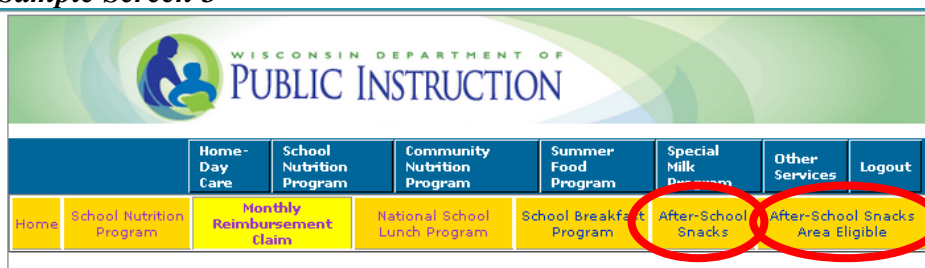 Sample Screen 3
WISCONSIN DEPARTMENT OF
PUBLIC INSTRUCTION
Home-Day Care
School Nutrition Program
Community Nutrition Program
Summer Food Program
Special Milk Program
Other Services
Logout
Home
School Nutrition Program
Monthly Reimbursement Claim
National School Lunch Program
School Breakfast Program
After-School Snacks
After-School Snacks Area Eligible